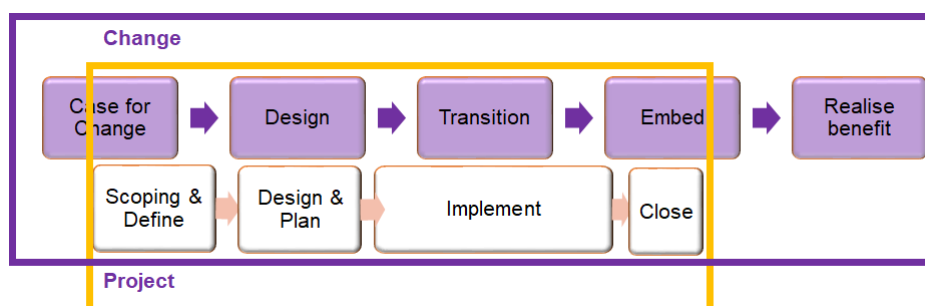 Change
Case for
Change
Design
Transition
Embed
Realise
benefit
Scoping &
Define
Design &
Plan
Implement
Close
Project